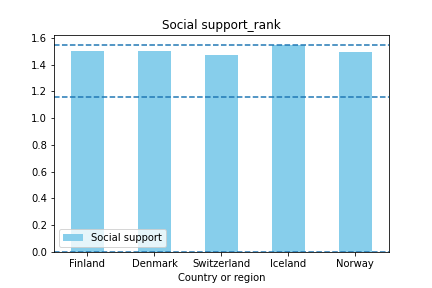 Social support_rank
1.6
1.4
1.2
1.0
0.8
0.6
0.4
0.2
0.0
Social support
Finland Denmark Switzerland Iceland Norway
Country or region